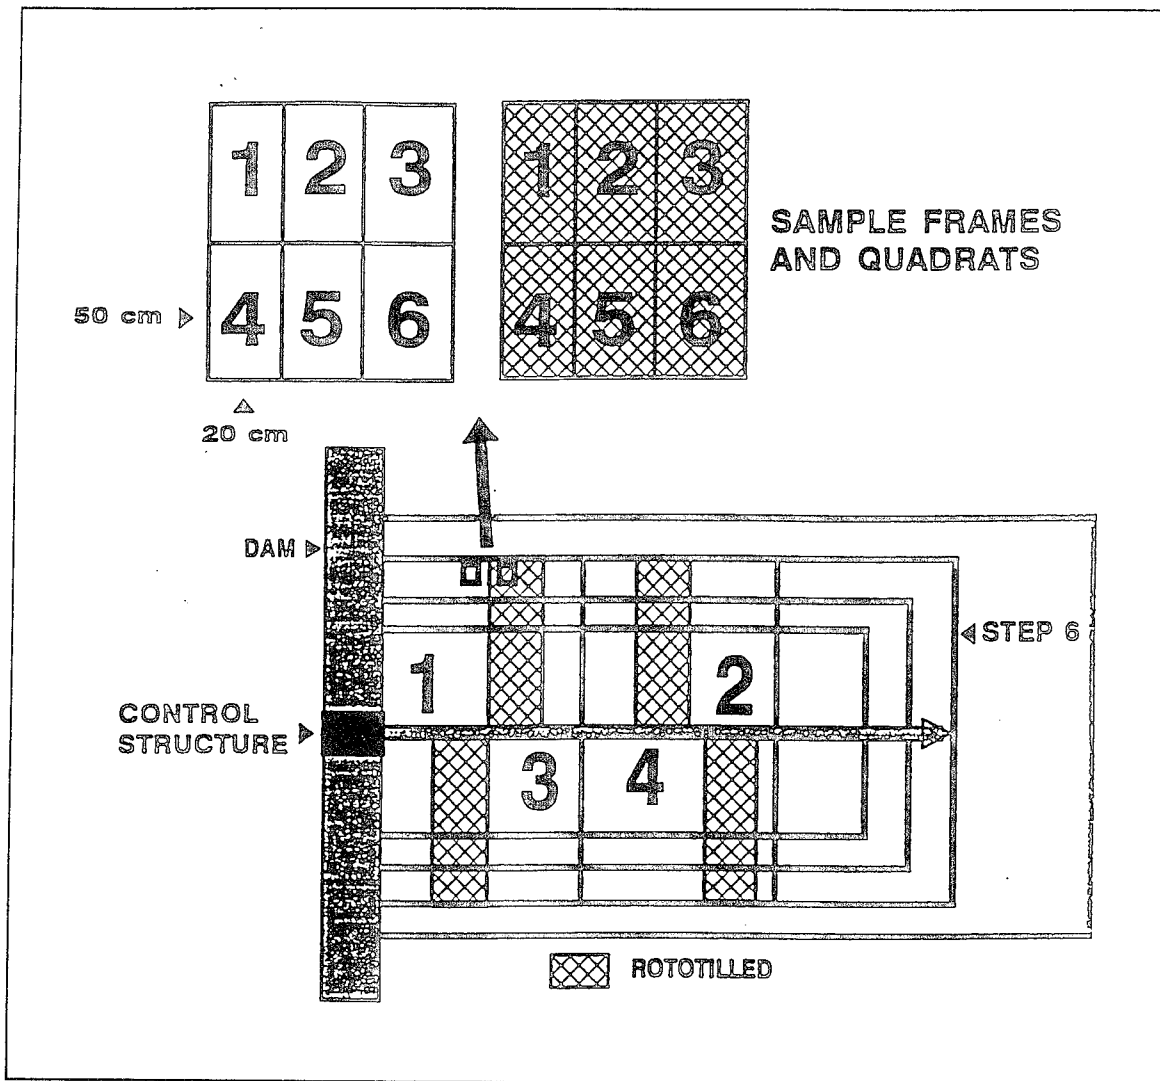 1 2 3
4 5 6
1 2 3
4 5 6
SAMPLE FRAMES
AND QUADRATS
50 cm
20 cm
DAM
STEP 6
1
2
CONTROL
STRUCTURE
3
4
ROTOTILLED